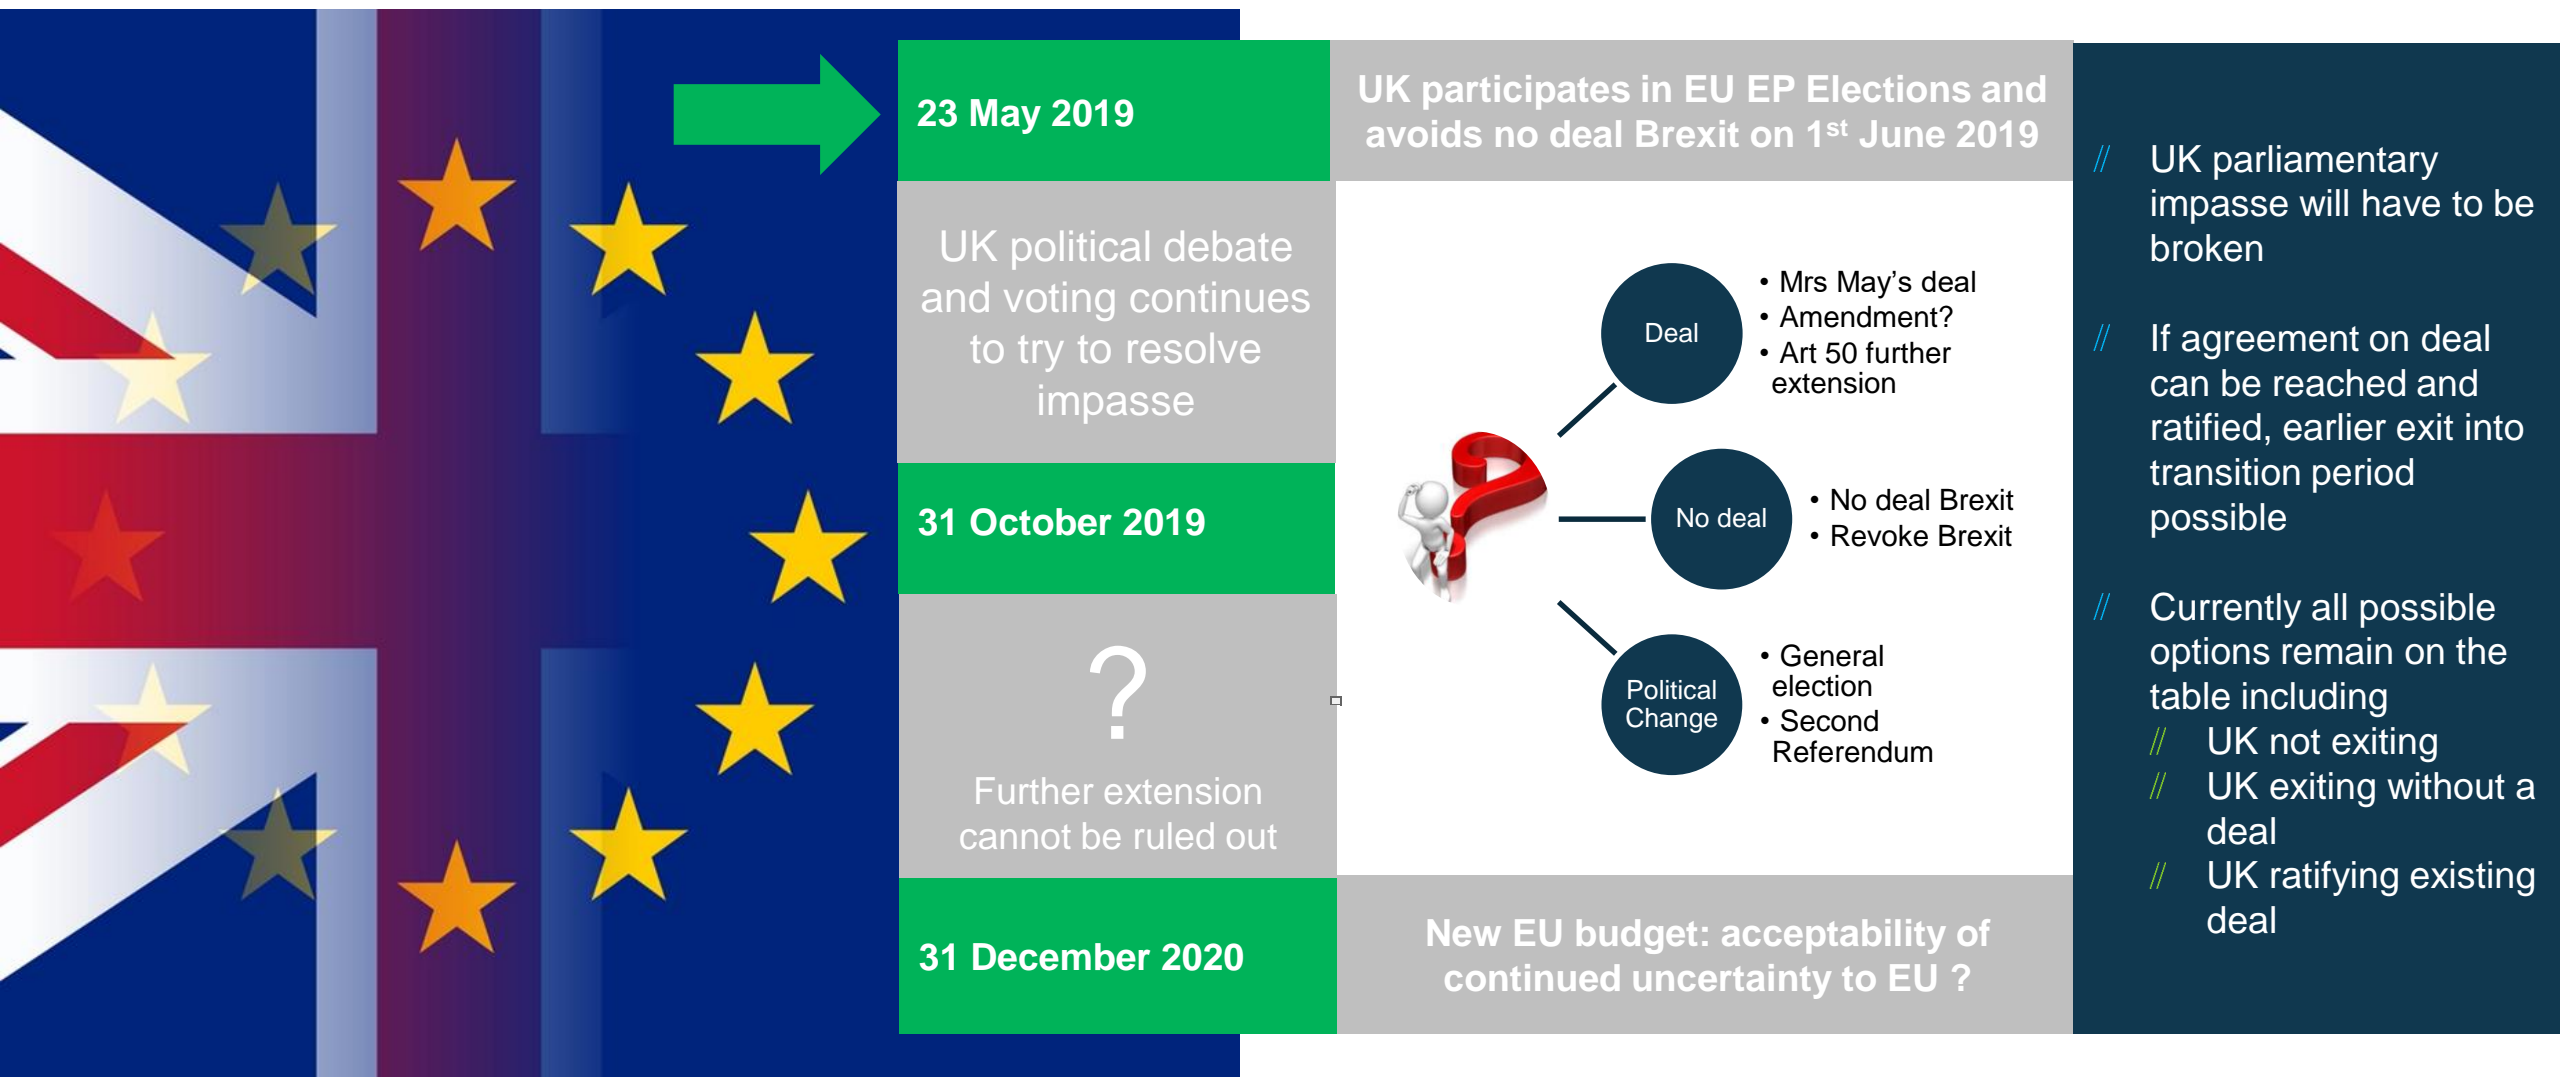 23 May 2019
UK participates in EU EP Elections and
avoids no deal Brexit on 1st June 2019
UK political debate
and voting continues
to try to resolve
impasse
31 October 2019
?
Further extension
cannot be ruled out
31 December 2020
Deal
• Mrs May’s deal
• Amendment?
• Art 50 further
extension
No deal
• No deal Brexit
• Revoke Brexit
Political
Change
• General
election
• Second
Referendum
New EU budget: acceptability of
continued uncertainty to EU ?
// UK parliamentary
impasse will have to be
broken
// If agreement on deal
can be reached and
ratified, earlier exit into
transition period
possible
// Currently all possible
options remain on the
table including
// UK not exiting
// UK exiting without a
deal
// UK ratifying existing
deal